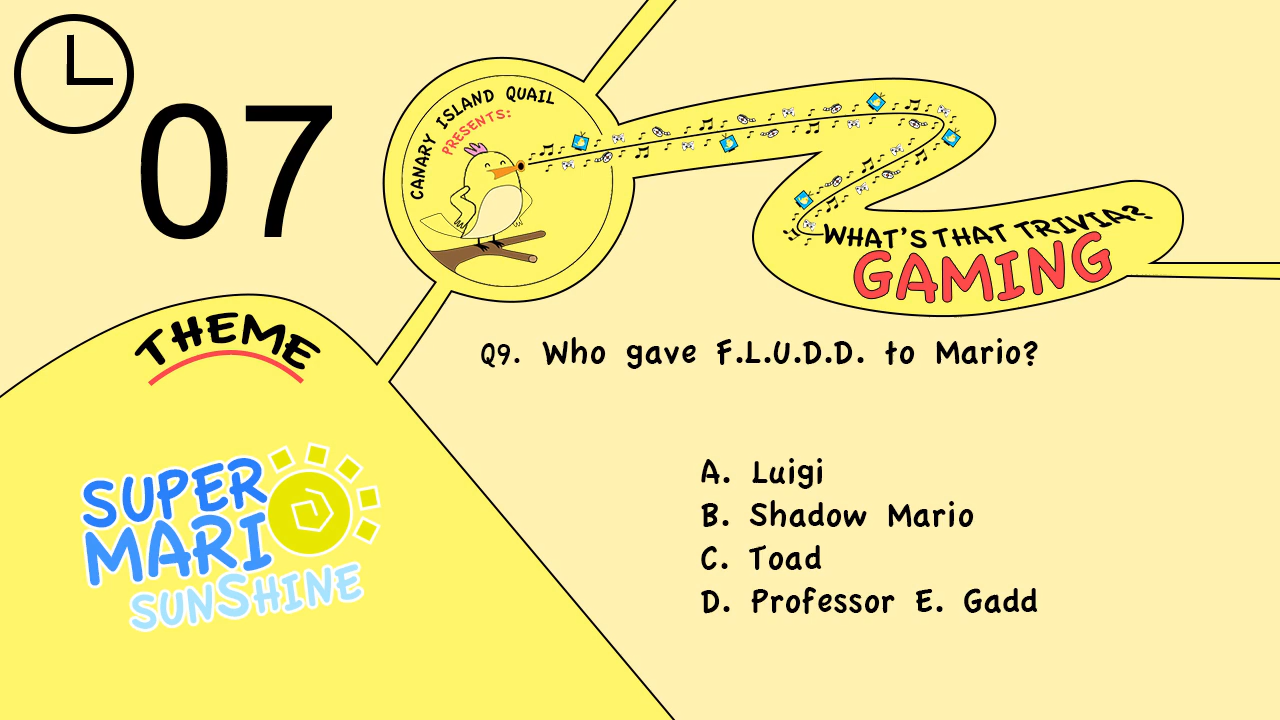 07
CANARY ISLAND QUAIL
PRESENTS:
WHAT'S THAT TRIVIA?
GAMING
THEME
SUPER
MARIO
SUNSHINE
Q9. Who gave F.L.U.D.D. to Mario?
A. Luigi
B. Shadow Mario
C. Toad
D. Professor E. Gadd